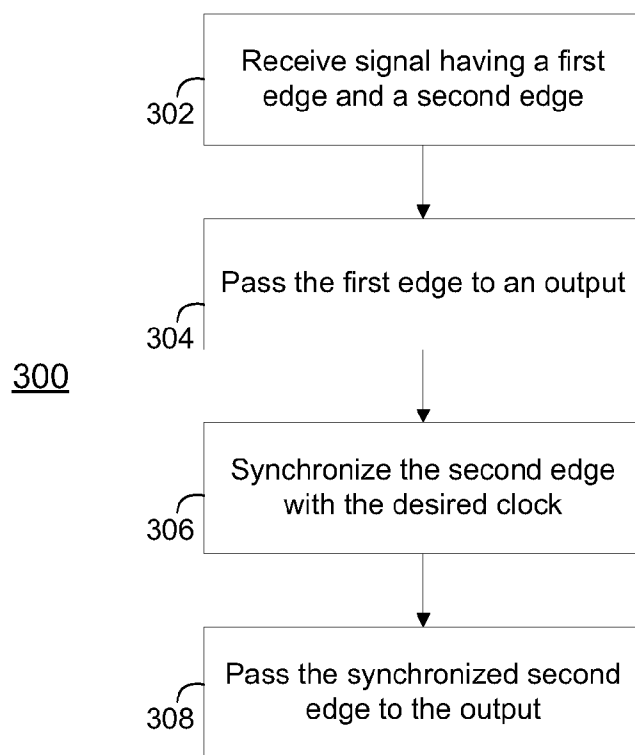 Receive signal having a first
edge and a second edge
302
Pass the first edge to an output
304
300
Synchronize the second edge
with the desired clock
306
Pass the synchronized second
edge to the output
308